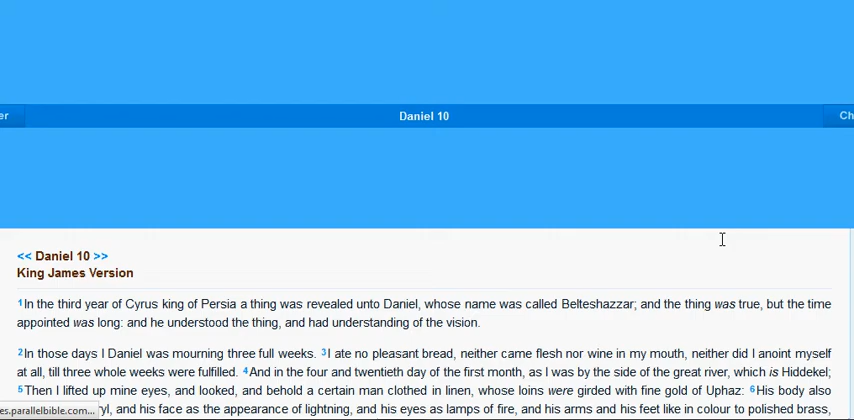 er
Daniel 10
Ch
<< Daniel 10 >>
King James Version
1In the third year of Cyrus king of Persia a thing was revealed unto Daniel, whose name was called Belteshazzar; and the thing was true, but the time
appointed was long: and he understood the thing, and had understanding of the vision.
2In those days I Daniel was mourning three full weeks. 3I ate no pleasant bread, neither came flesh nor wine in my mouth, neither did I anoint myself
at all, till three whole weeks were fulfilled. 4And in the four and twentieth day of the first month, as I was by the side of the great river, which is Hiddekel;
5Then I lifted up mine eyes, and looked, and behold a certain man clothed in linen, whose loins were girded with fine gold of Uphaz: 6His body also
es.parallelbible.com... ryl, and his face as the appearance of lightning, and his eyes as lamps of fire, and his arms and his feet like in colour to polished brass,